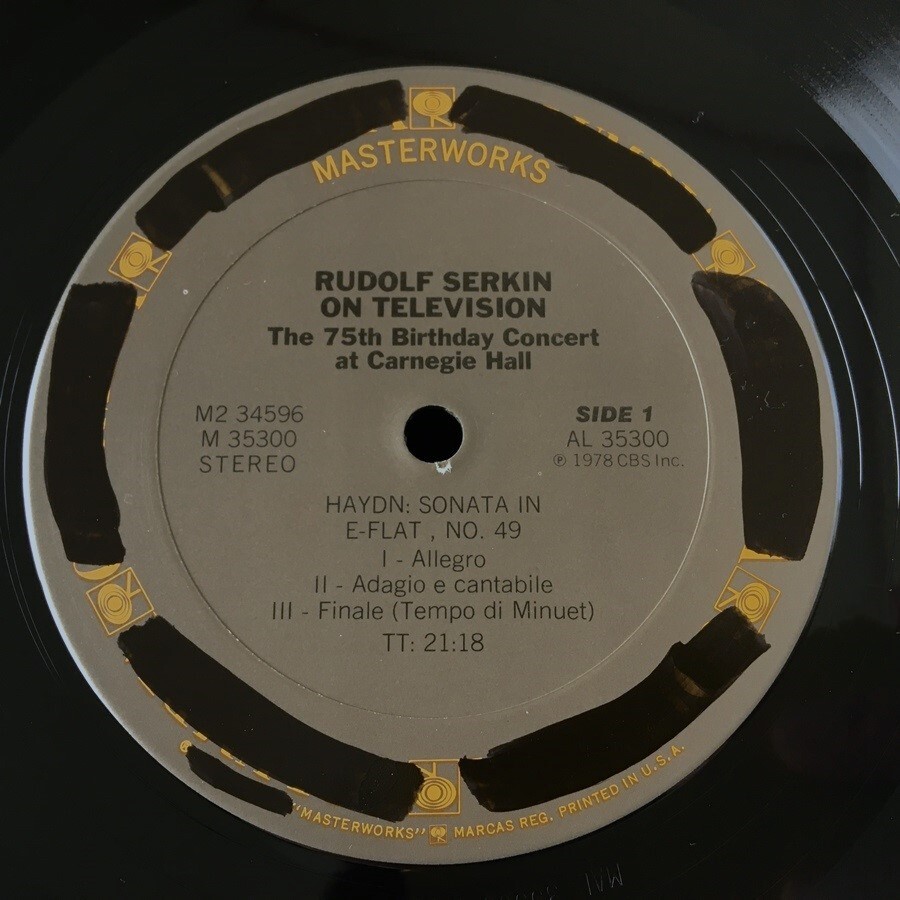 MASTERWORKS
RUDOLF SERKIN
ON TELEVISION
The 75th Birthday Concert
at Carnegie Hall
M2 34596
M 35300
STEREO
SIDE 1
AL 35300
℗ 1978 CBS Inc.
HAYDN: SONATA IN
E-FLAT , NO. 49
I - Allegro
II - Adagio e cantabile
III - Finale (Tempo di Minuet)
TT: 21:18
"MASTERWORKS" MARCAS REG. PRINTED IN U.S.A.